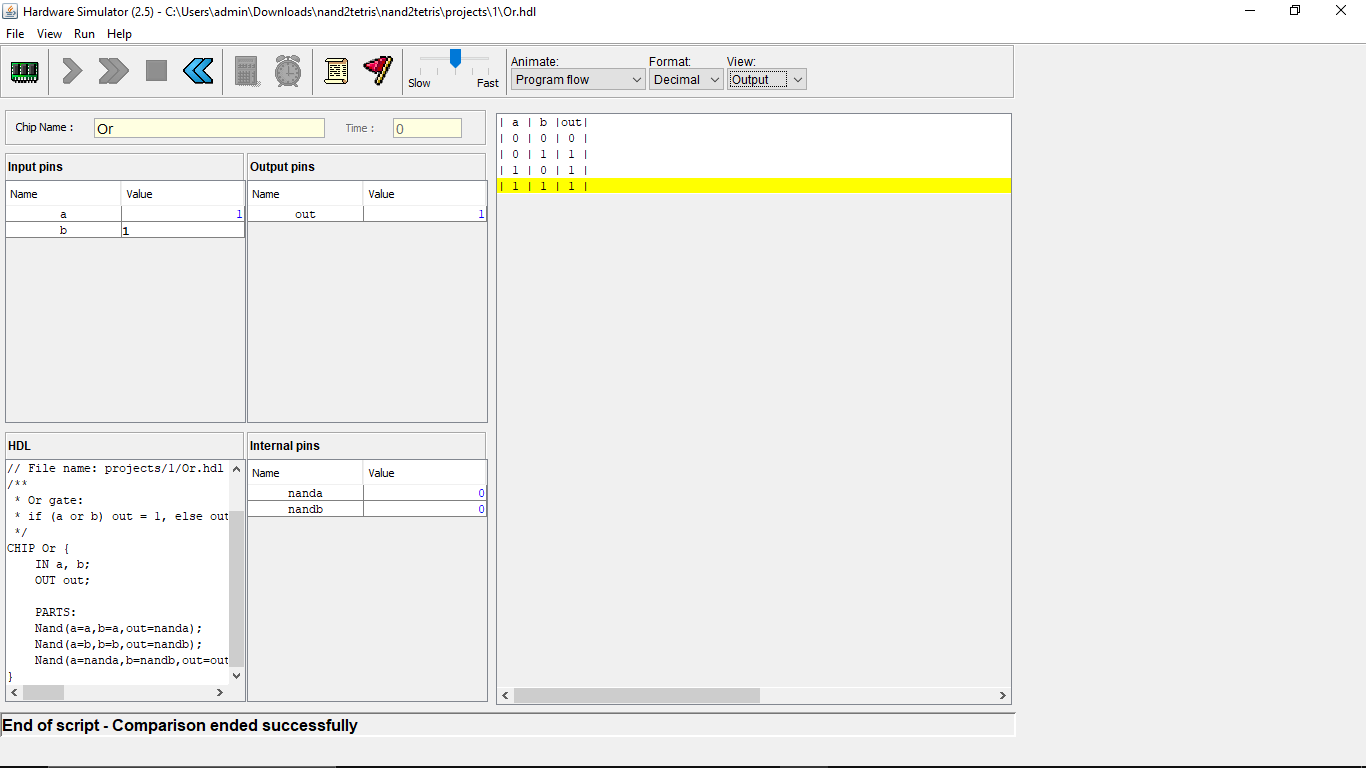 Hardware Simulator (2.5) - C:\Users\admin\Downloads\nand2tetris\nand2tetris\projects\1\Or.hdl
File View Run Help
Slow Fast
Animate: Format: View:
Program flow Decimal Output
Chip Name : Or Time : 0
Input pins
Name Value
a 1
b 1
Output pins
Name Value
out 1
| a | b |out|
| 0 | 0 | 0 |
| 0 | 1 | 1 |
| 1 | 0 | 1 |
| 1 | 1 | 1 |
HDL
// File name: projects/1/Or.hdl
/**
* Or gate:
* if (a or b) out = 1, else out
*/
CHIP Or {
IN a, b;
OUT out;
PARTS:
Nand(a=a,b=a,out=nanda);
Nand(a=b,b=b,out=nandb);
Nand(a=nanda,b=nandb,out=out
}
Internal pins
Name Value
nanda 0
nandb 0
End of script - Comparison ended successfully